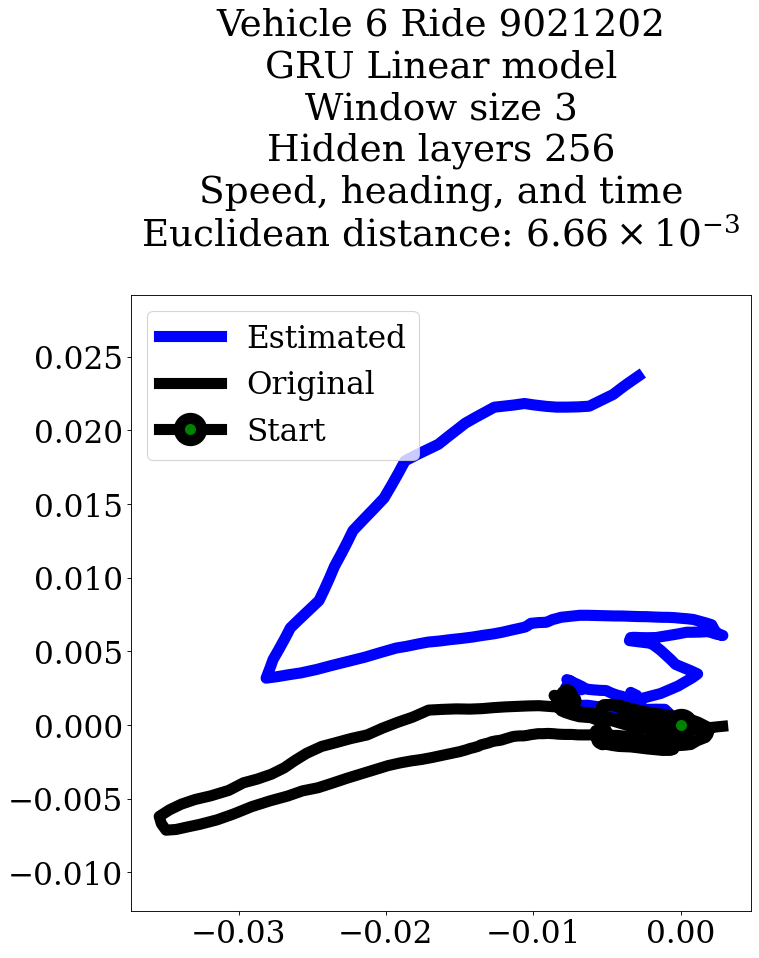 Vehicle 6 Ride 9021202
GRU Linear model
Window size 3
Hidden layers 256
Speed, heading, and time
Euclidean distance: 6.66 × 10⁻³
Estimated
Original
Start
0.025
0.020
0.015
0.010
0.005
0.000
−0.005
−0.010
−0.03 −0.02 −0.01 0.00